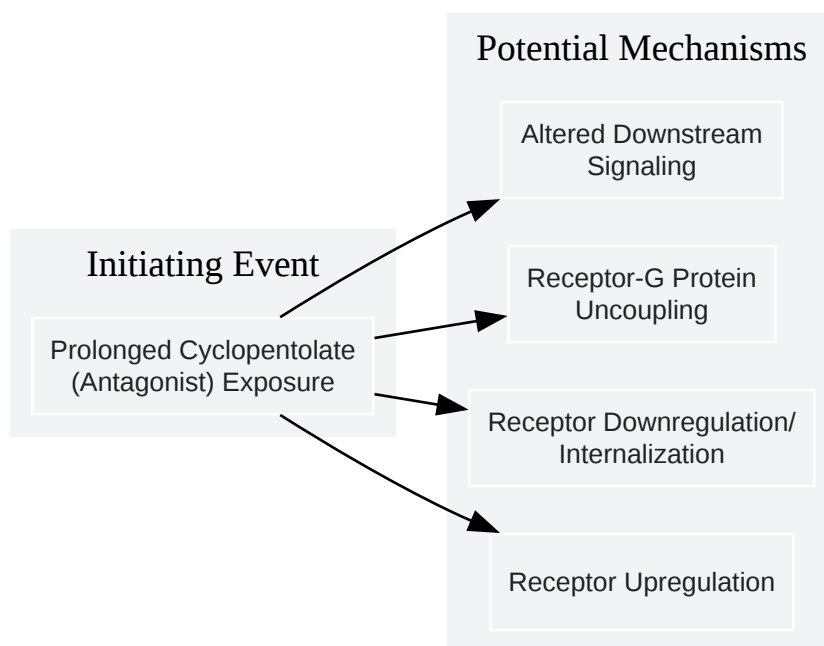 Potential Mechanisms
Altered Downstream
Signaling
Initiating Event
Receptor-G Protein
Uncoupling
Prolonged Cyclopentolate
(Antagonist) Exposure
Receptor Downregulation/
Internalization
Receptor Upregulation